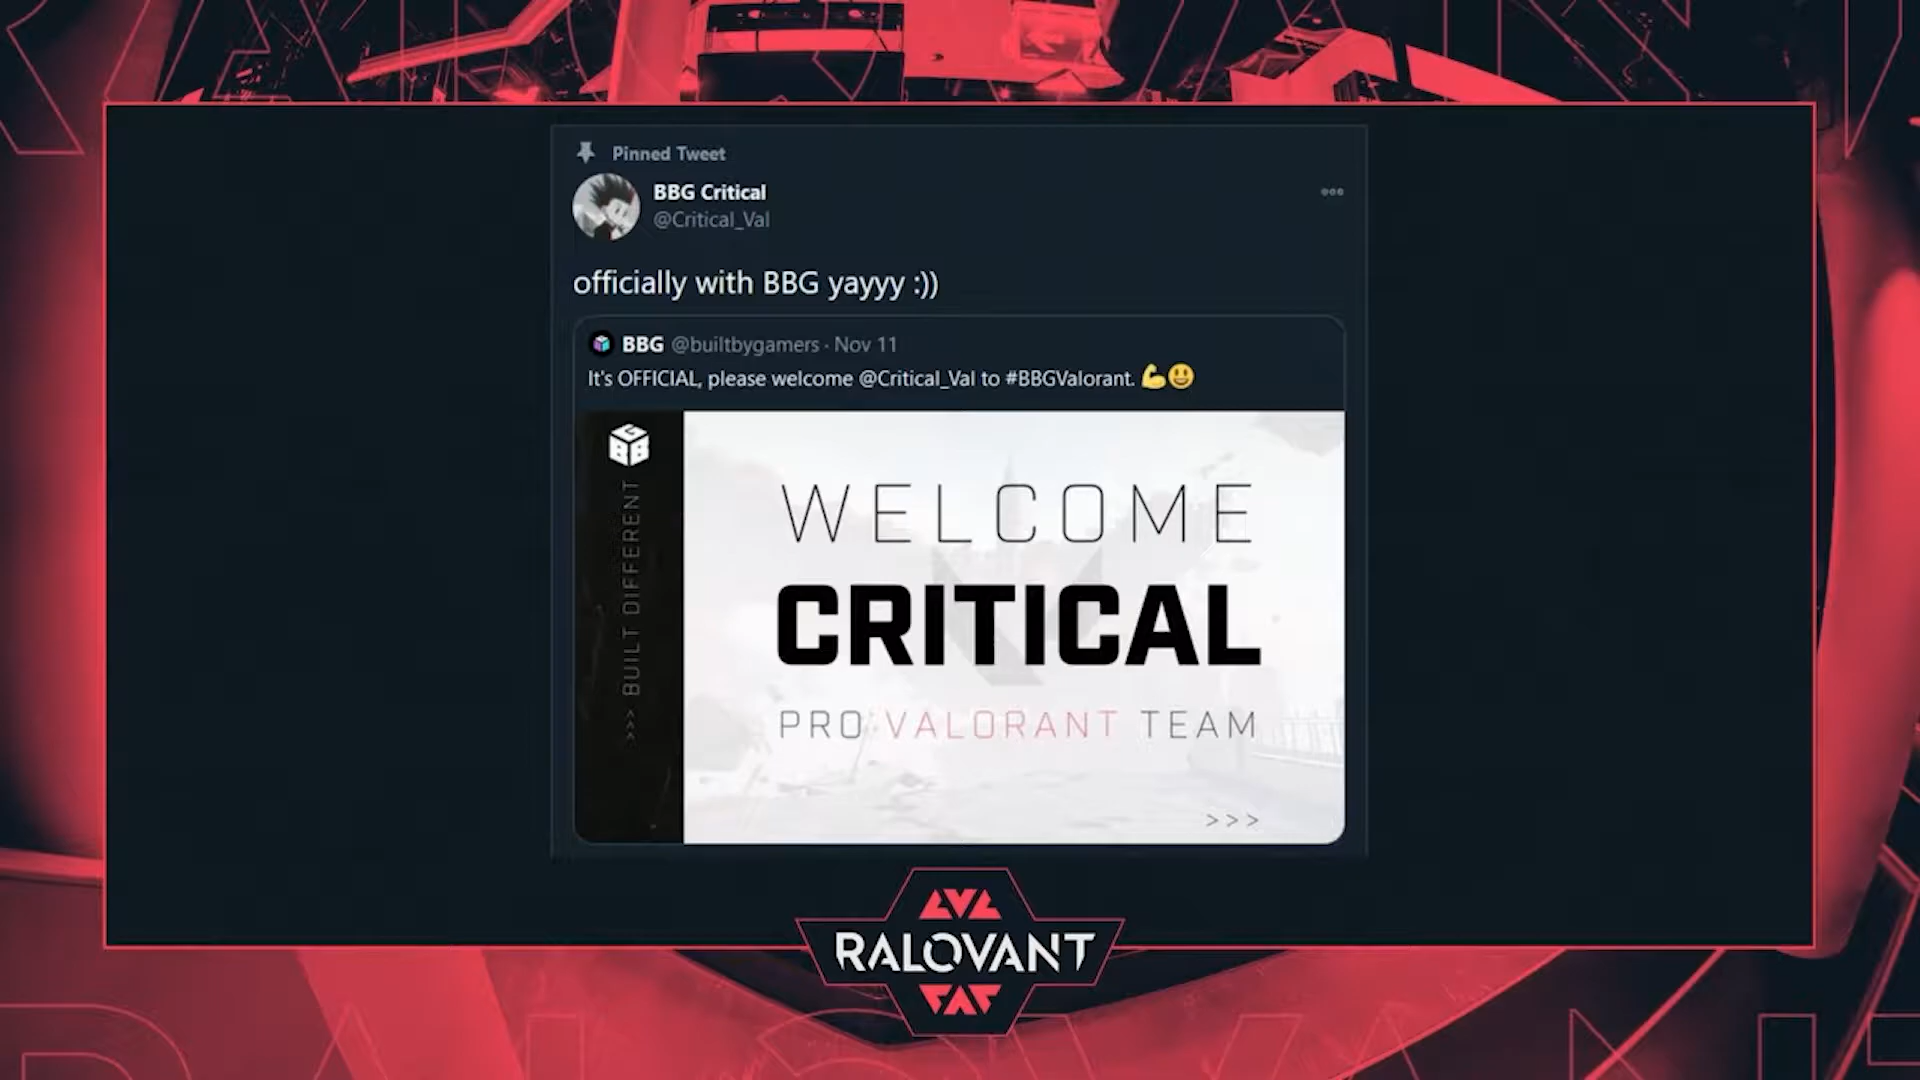 Pinned Tweet
BBG Critical
@Critical_Val
officially with BBG yayyy :))
BBG @builtbygamers · Nov 11
It's OFFICIAL, please welcome @Critical_Val to #BBGValorant. 💪😃
GBB
>>> BUILT DIFFERENT
WELCOME
CRITICAL
PRO VALORANT TEAM
>>>
RALOVANT